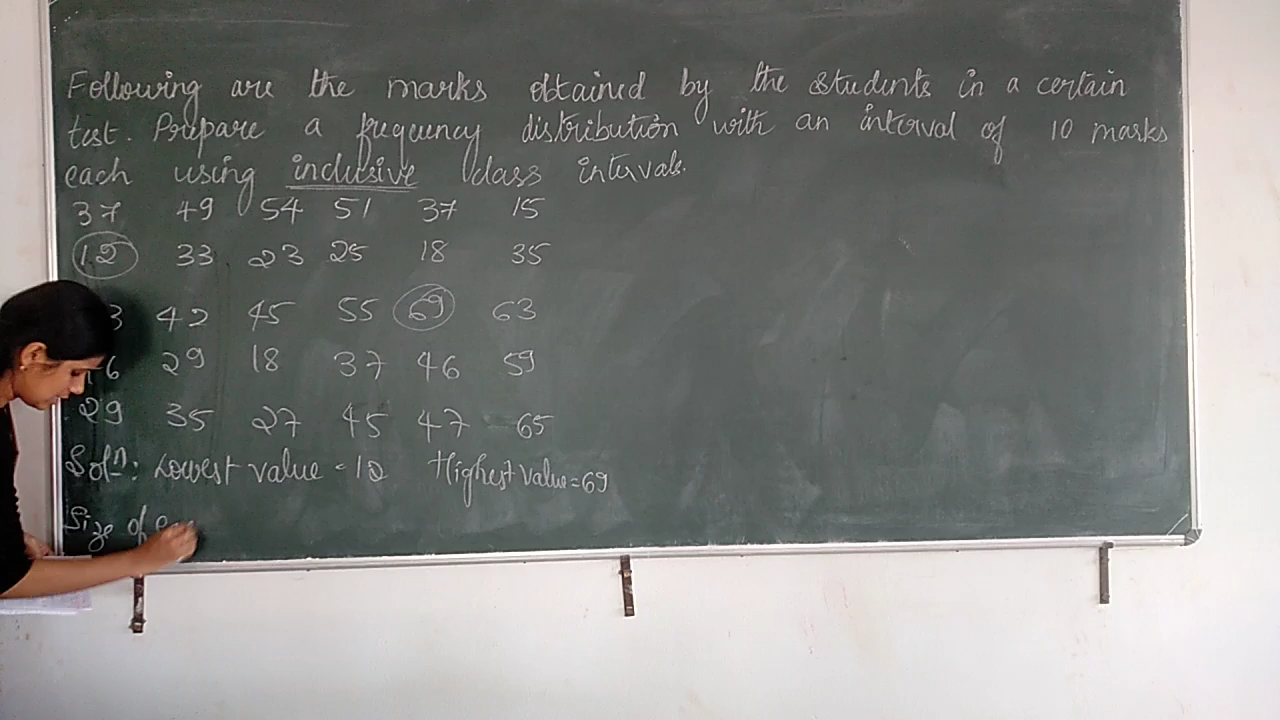 Following are the marks obtained by the students in a certain
test. Prepare a frequency distribution with an interval of 10 marks
each using inclusive class intervals.
37 49 54 51 37 15
12 33 23 25 18 35
3 42 45 55 69 63
6 29 18 37 46 59
29 35 27 45 47 65
Soln: Lowest value = 12 Highest value = 69
Size of